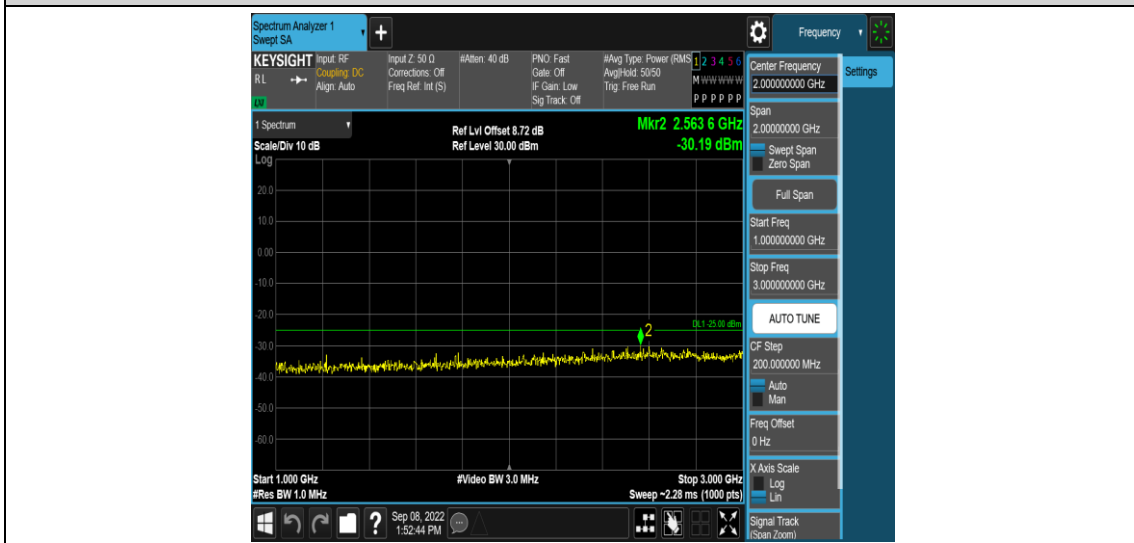 Spectrum Analyzer 1
Swept SA
Frequency
KEYSIGHT
RL
LXI
Input: RF
Coupling: DC
Align: Auto
Input Z: 50 Ω
Corrections: Off
Freq Ref: Int (S)
#Atten: 40 dB
PNO: Fast
Gate: Off
IF Gain: Low
Sig Track: Off
#Avg Type: Power (RMS
Avg|Hold: 50/50
Trig: Free Run
1 2 3 4 5 6
M W W W W W
P P P P P P
1 Spectrum
Scale/Div 10 dB
Ref Lvl Offset 8.72 dB
Ref Level 30.00 dBm
Mkr2 2.563 6 GHz
-30.19 dBm
Log
20.0
10.0
0.00
-10.0
-20.0
-30.0
-40.0
-50.0
-60.0
DL1 -25.00 dBm
2
Start 1.000 GHz
#Res BW 1.0 MHz
#Video BW 3.0 MHz
Stop 3.000 GHz
Sweep ~2.28 ms (1000 pts)
?
Sep 08, 2022
1:52:44 PM
Center Frequency
2.000000000 GHz
Settings
Span
2.00000000 GHz
Swept Span
Zero Span
Full Span
Start Freq
1.000000000 GHz
Stop Freq
3.000000000 GHz
AUTO TUNE
CF Step
200.000000 MHz
Auto
Man
Freq Offset
0 Hz
X Axis Scale
Log
Lin
Signal Track
(Span Zoom)